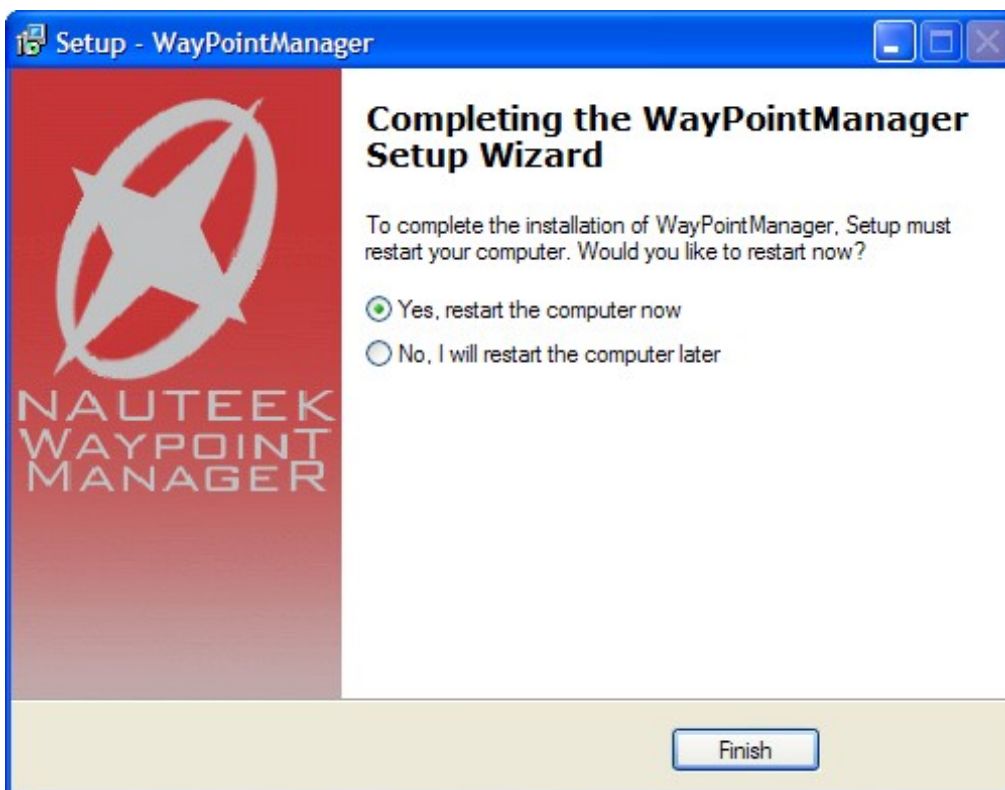 Setup - WayPointManager
NAUTEEK
WAYPOINT
MANAGER
Completing the WayPointManager
Setup Wizard
To complete the installation of WayPointManager, Setup must
restart your computer. Would you like to restart now?
Yes, restart the computer now
No, I will restart the computer later
Finish